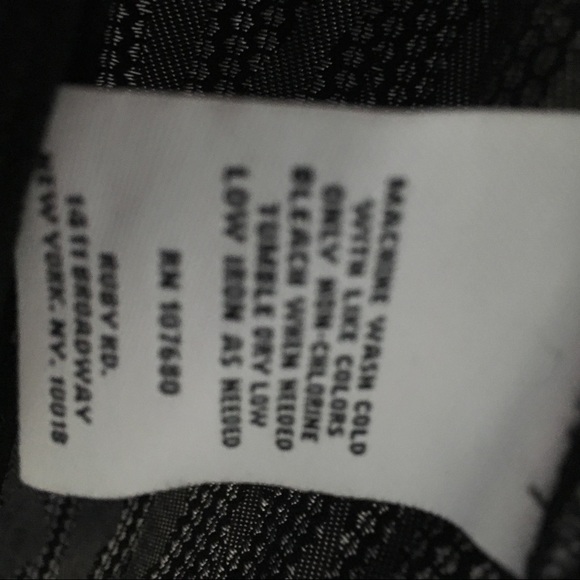 MACHINE WASH COLD
WITH LIKE COLORS
ONLY NON-CHLORINE
BLEACH WHEN NEEDED
TUMBLE DRY LOW
LOW IRON AS NEEDED
RN 107680
RUBY RD.
1411 BROADWAY
NEW YORK, NY. 10018